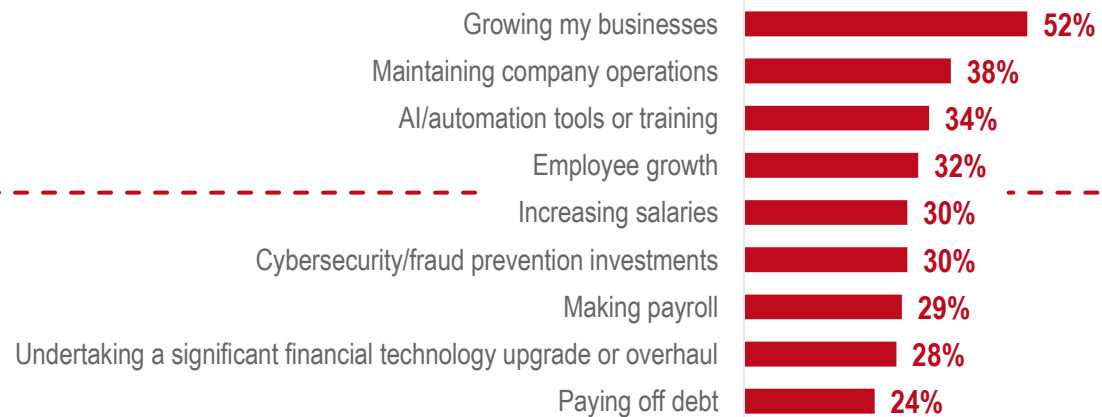 Growing my businesses 52%
Maintaining company operations 38%
AI/automation tools or training 34%
Employee growth 32%
Increasing salaries 30%
Cybersecurity/fraud prevention investments 30%
Making payroll 29%
Undertaking a significant financial technology upgrade or overhaul 28%
Paying off debt 24%